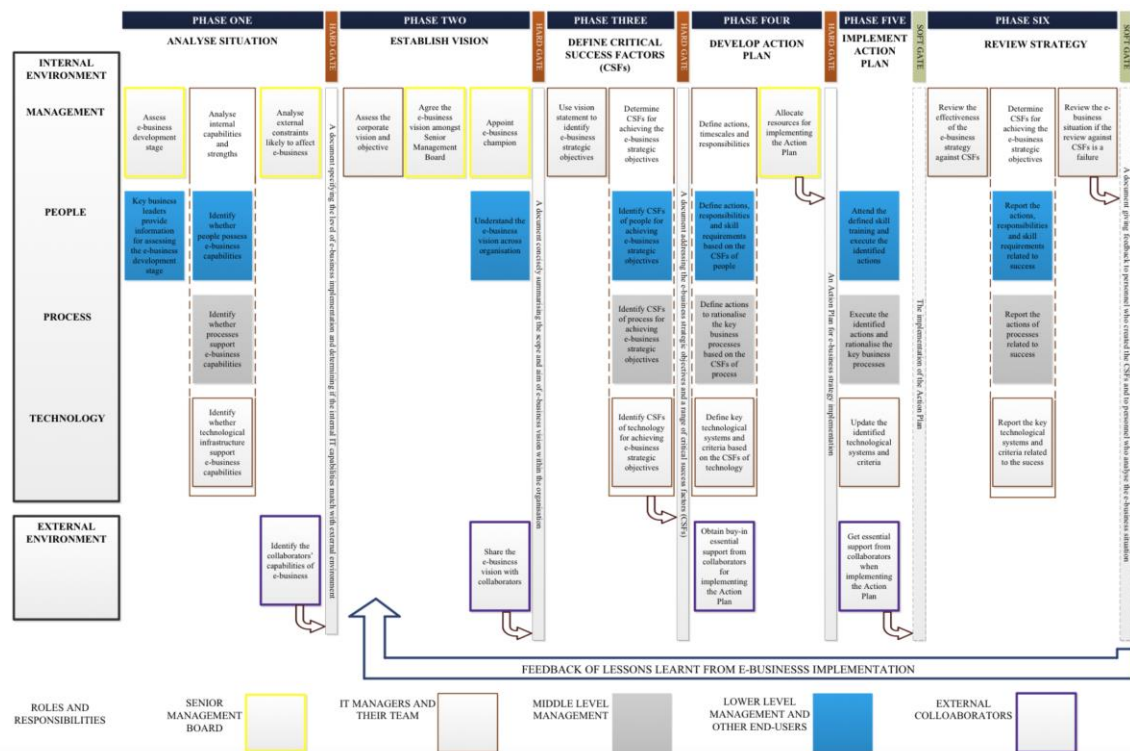 PHASE ONE
PHASE TWO
PHASE THREE
PHASE FOUR
PHASE FIVE
PHASE SIX
ANALYSE SITUATION
ESTABLISH VISION
DEFINE CRITICAL
SUCCESS FACTORS
(CSFs)
DEVELOP ACTION
PLAN
IMPLEMENT
ACTION
PLAN
REVIEW STRATEGY
HARD GATE
HARD GATE
HARD GATE
HARD GATE
SOFT GATE
SOFT GATE
INTERNAL
ENVIRONMENT
MANAGEMENT
Assess
e-business
development
stage
Analyse
internal
capabilities
and
strengths
Analyse
external
constraints
likely to affect
e-business
Assess the
corporate
vision and
objective
Agree the
e-business
vision amongst
Senior
Management
Board
Appoint
e-business
champion
Use vision
statement to
identify
e-business
strategic
objectives
Determine
CSFs for
achieving the
e-business
strategic
objectives
Define actions,
timescales and
responsibilities
Allocate
resources for
implementing
the Action
Plan
Review the
effectiveness
of the
e-business
strategy
against CSFs
Determine
CSFs for
achieving the
e-business
strategic
objectives
Review the e-
business
situation if the
review against
CSFs is a
failure
PEOPLE
Key business
leaders
provide
information
for assessing
the e-business
development
stage
Identify
whether
people possess
e-business
capabilities
Understand the
e-business
vision across
organisation
Identify CSFs
of people for
achieving
e-business
strategic
objectives
Define actions,
responsibilities
and skill
requirements
based on the
CSFs of
people
Attend the
defined skill
training and
execute the
identified
actions
Report the
actions,
responsibilities
and skill
requirements
related to
success
PROCESS
Identify
whether
processes
support
e-business
capabilities
Identify CSFs
of process for
achieving
e-business
strategic
objectives
Define actions
to rationalise
the key
business
processes
based on the
CSFs of
process
Execute the
identified
actions and
rationalise the
key business
processes
Report the
actions of
processes
related to
success
TECHNOLOGY
Identify
whether
technological
infrastructure
support
e-business
capabilities
Identify CSFs
of technology
for achieving
e-business
strategic
objectives
Define key
technological
systems and
criteria based
on the CSFs of
technology
Update the
identified
technological
systems and
criteria
Report the key
technological
systems and
criteria related
to the sucess
A document specifying the level of e-business implementation and determining if the internal IT capabilities match with external environment
A document concisely summarising the scope and aim of e-business vision within the organisation
A document addressing the e-business strategic objectives and a range of critical success factors (CSFs)
An Action Plan for e-business strategy implementation
The implementation of the Action Plan
A document giving feedback to personnel who created the CSFs and to personnel who analyse the e-business situation
EXTERNAL
ENVIRONMENT
Identify the
collaborators'
capabilities of
e-business
Share the
e-business
vision with
collaborators
Obtain buy-in
essential
support from
collaborators
for
implementing
the Action
Plan
Get essential
support from
collaborators
when
implementing
the Action
Plan
FEEDBACK OF LESSONS LEARNT FROM E-BUSINESSS IMPLEMENTATION
ROLES AND
RESPONSIBILITIES
SENIOR
MANAGEMENT
BOARD
IT MANAGERS AND
THEIR TEAM
MIDDLE LEVEL
MANAGEMENT
LOWER LEVEL
MANAGEMENT AND
OTHER END-USERS
EXTERNAL
COLLOABORATORS